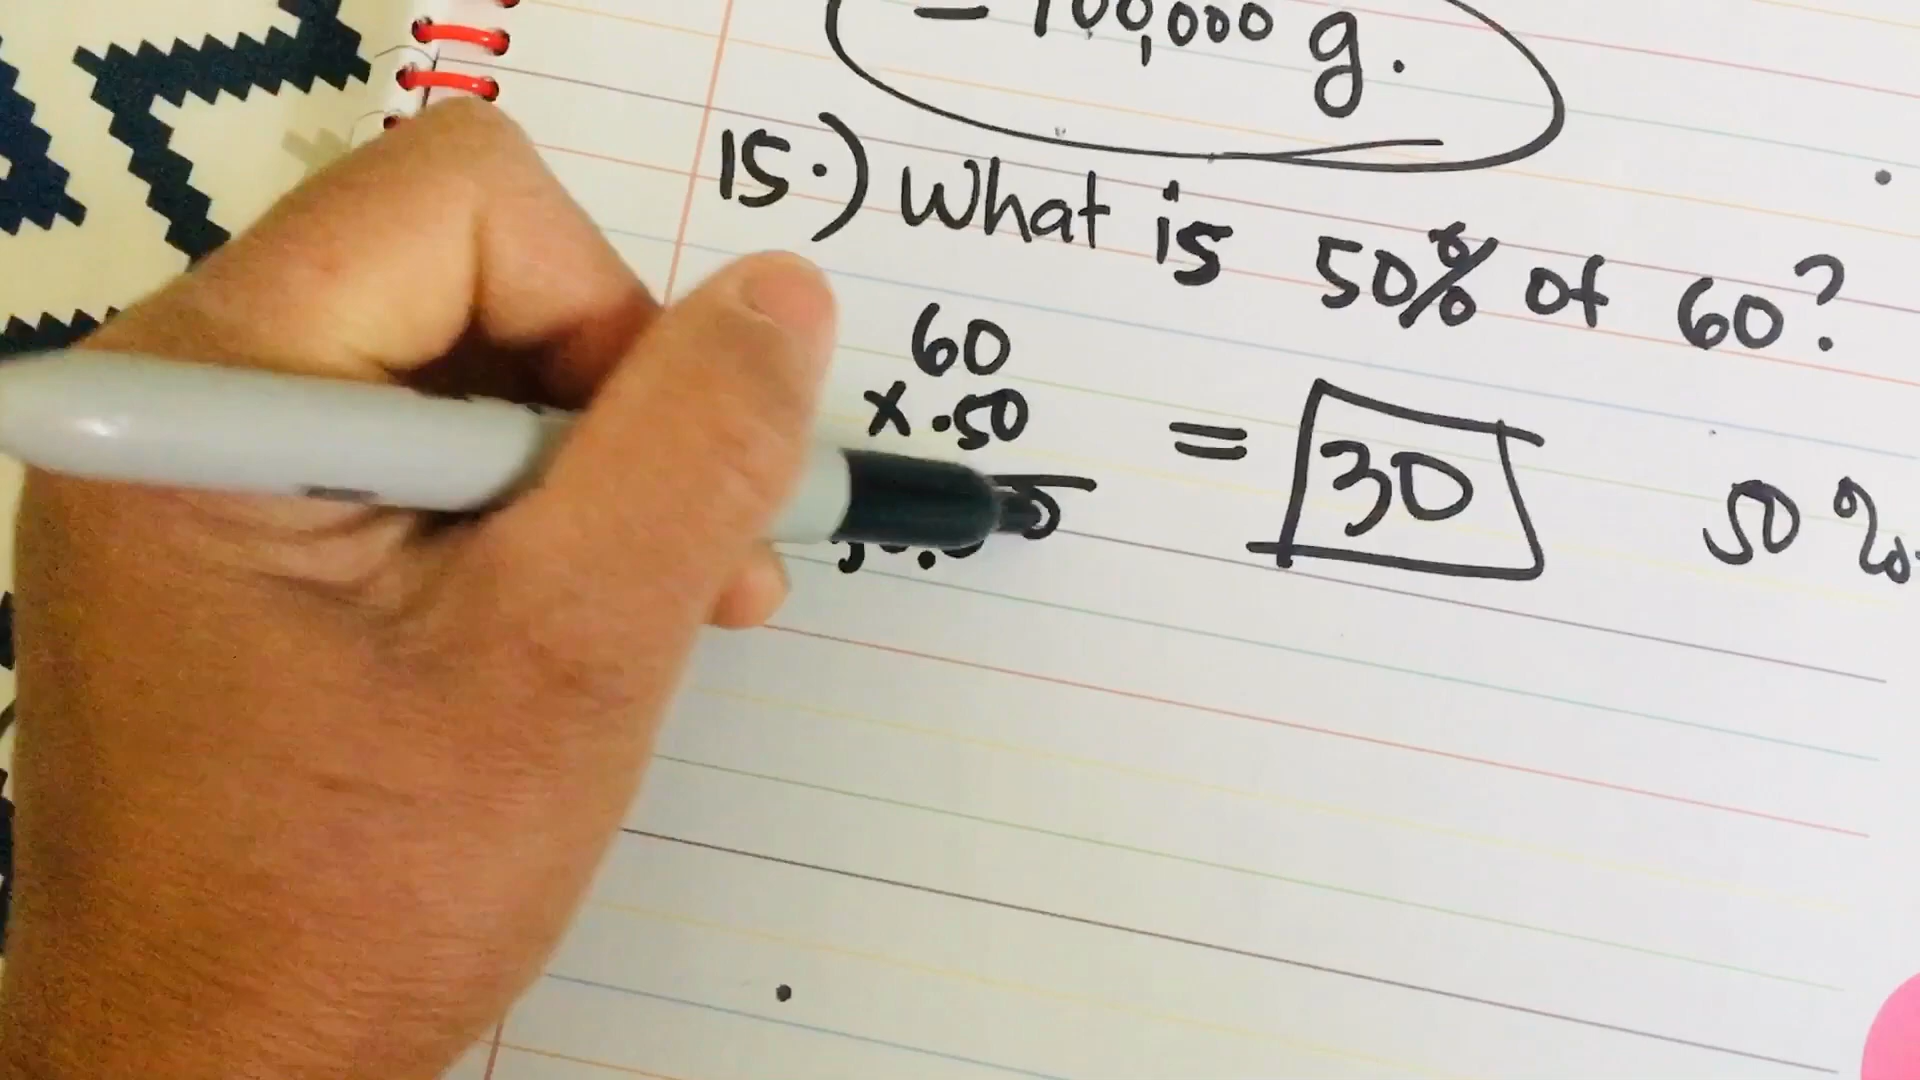 = 100,000 g.
15.) What is 50% of 60?
60
x .50
= 30
50%